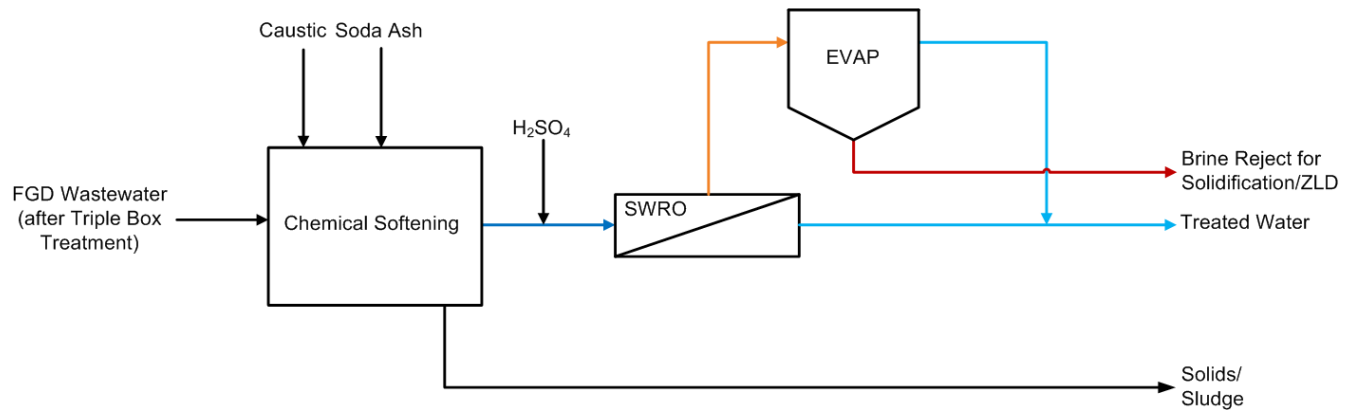 Caustic Soda Ash
EVAP
H₂SO₄
Brine Reject for
Solidification/ZLD
FGD Wastewater
(after Triple Box
Treatment)
Chemical Softening
SWRO
Treated Water
Solids/
Sludge